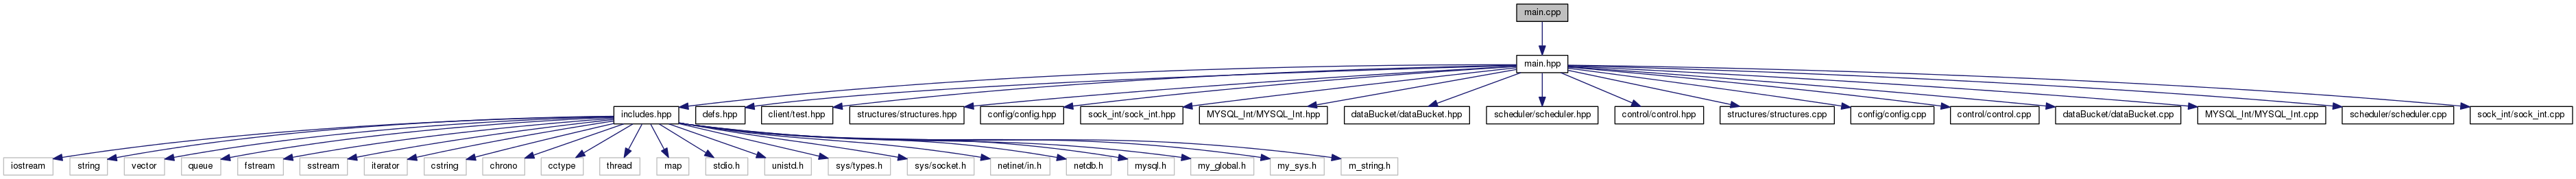 main.cpp
main.hpp
includes.hpp
defs.hpp
client/test.hpp
structures/structures.hpp
config/config.hpp
sock_int/sock_int.hpp
MYSQL_Int/MYSQL_Int.hpp
dataBucket/dataBucket.hpp
scheduler/scheduler.hpp
control/control.hpp
structures/structures.cpp
config/config.cpp
control/control.cpp
dataBucket/dataBucket.cpp
MYSQL_Int/MYSQL_Int.cpp
scheduler/scheduler.cpp
sock_int/sock_int.cpp
iostream
string
vector
queue
fstream
sstream
iterator
cstring
chrono
cctype
thread
map
stdio.h
unistd.h
sys/types.h
sys/socket.h
netinet/in.h
netdb.h
mysql.h
my_global.h
my_sys.h
m_string.h